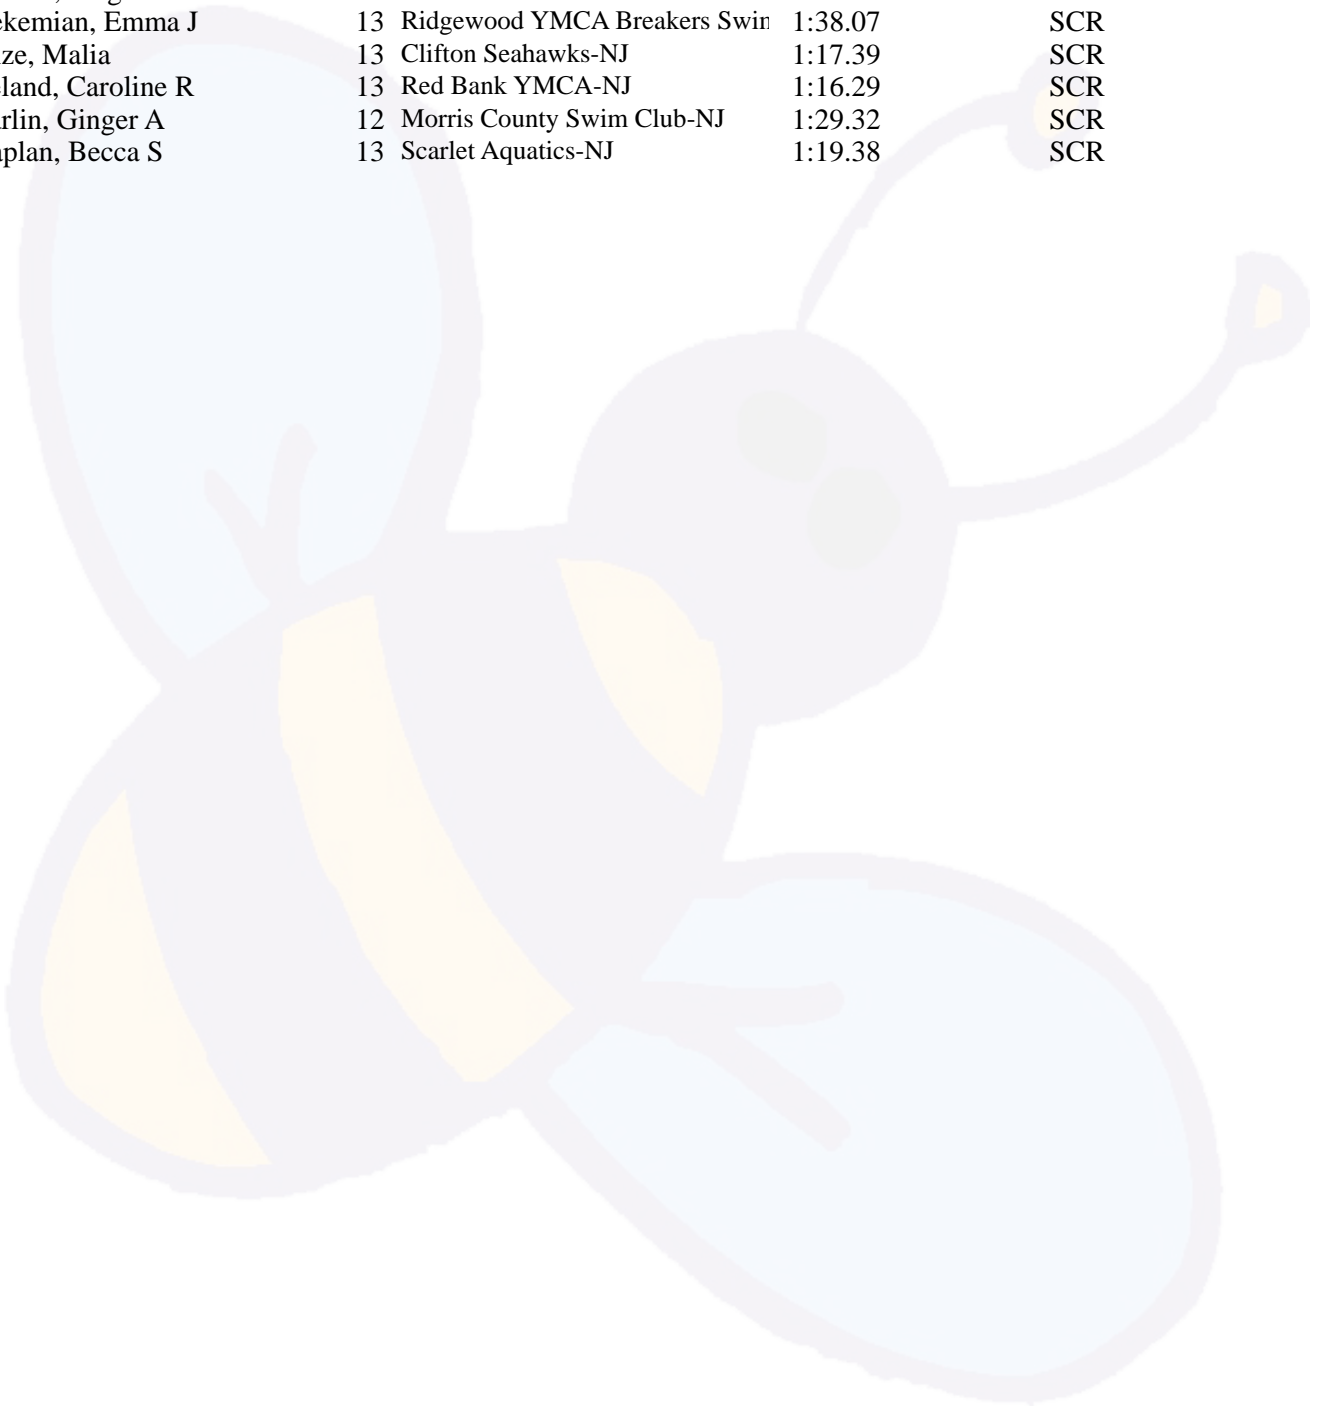 ekemian, Emma J 13 Ridgewood YMCA Breakers Swin 1:38.07 SCR
ze, Malia 13 Clifton Seahawks-NJ 1:17.39 SCR
land, Caroline R 13 Red Bank YMCA-NJ 1:16.29 SCR
rlin, Ginger A 12 Morris County Swim Club-NJ 1:29.32 SCR
plan, Becca S 13 Scarlet Aquatics-NJ 1:19.38 SCR